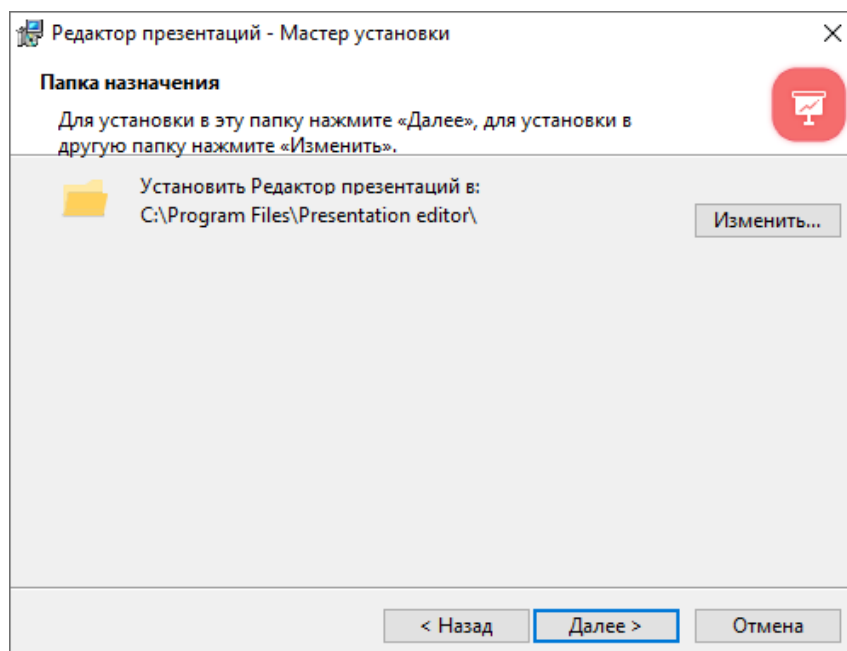 Редактор презентаций - Мастер установки
Папка назначения
Для установки в эту папку нажмите «Далее», для установки в
другую папку нажмите «Изменить».
Установить Редактор презентаций в:
C:\Program Files\Presentation editor\
Изменить...
< Назад
Далее >
Отмена